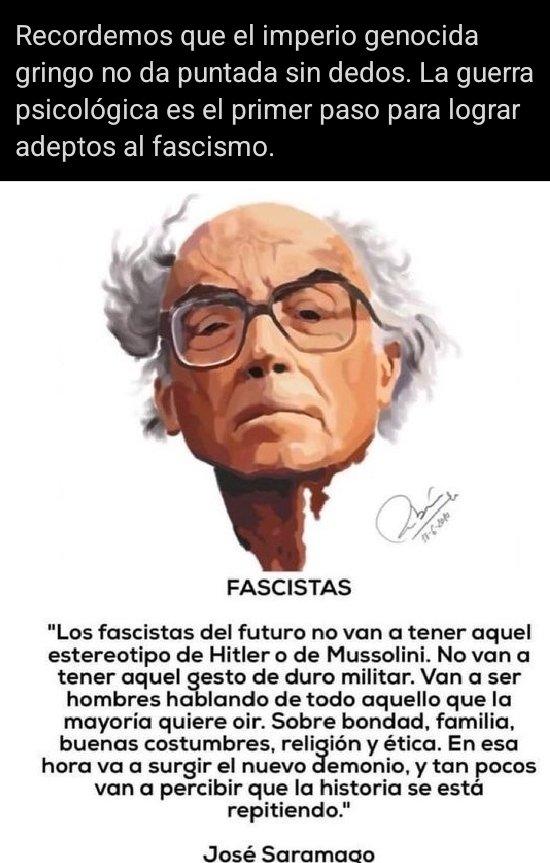 Recordemos que el imperio genocida
gringo no da puntada sin dedos. La guerra
psicológica es el primer paso para lograr
adeptos al fascismo.
FASCISTAS
"Los fascistas del futuro no van a tener aquel
estereotipo de Hitler o de Mussolini. No van a
tener aquel gesto de duro militar. Van a ser
hombres hablando de todo aquello que la
mayoría quiere oir. Sobre bondad, familia,
buenas costumbres, religión y ética. En esa
hora va a surgir el nuevo demonio, y tan pocos
van a percibir que la historia se está
repitiendo."
José Saramago